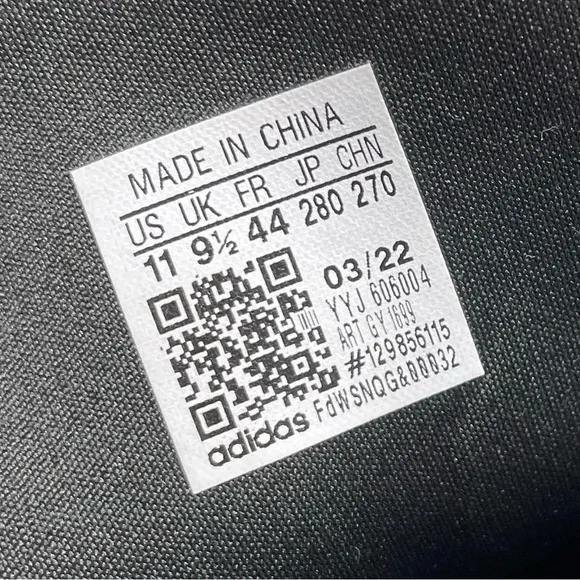 MADE IN CHINA
US UK FR JP CHN
11 9½ 44 280 270
03/22
YYJ 606004
ART GY1699
#129856115
FdWSNQG&00032
adidas